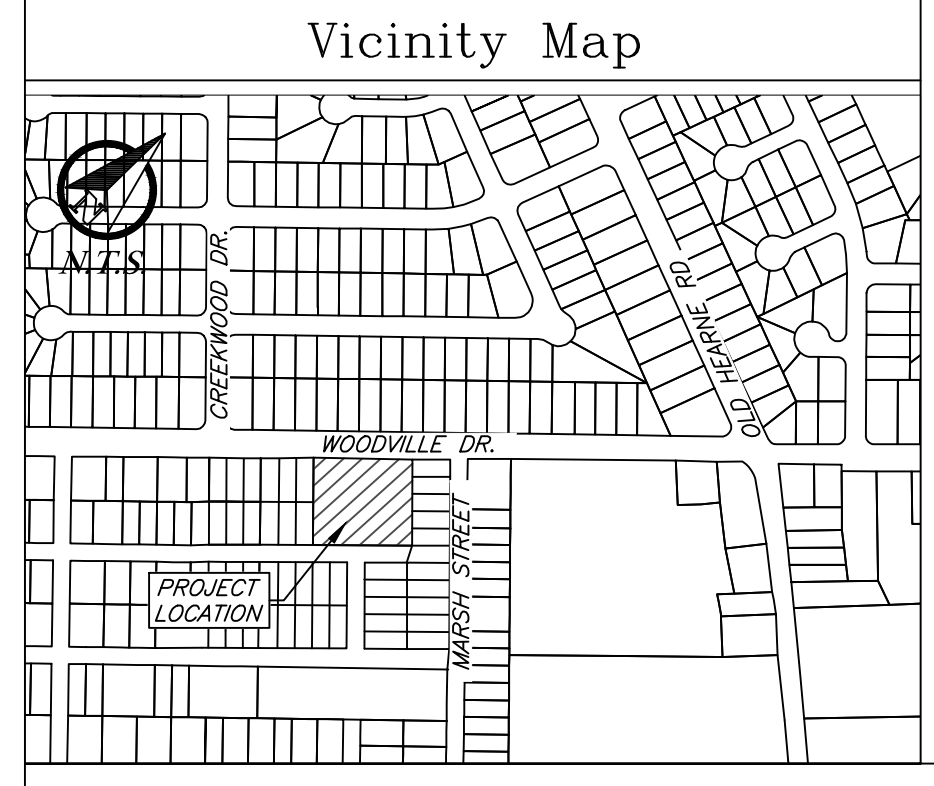 Vicinity Map
N
N.T.S.
CREEKWOOD DR.
OLD HEARNE RD
WOODVILLE DR.
MARSH STREET
PROJECT
LOCATION